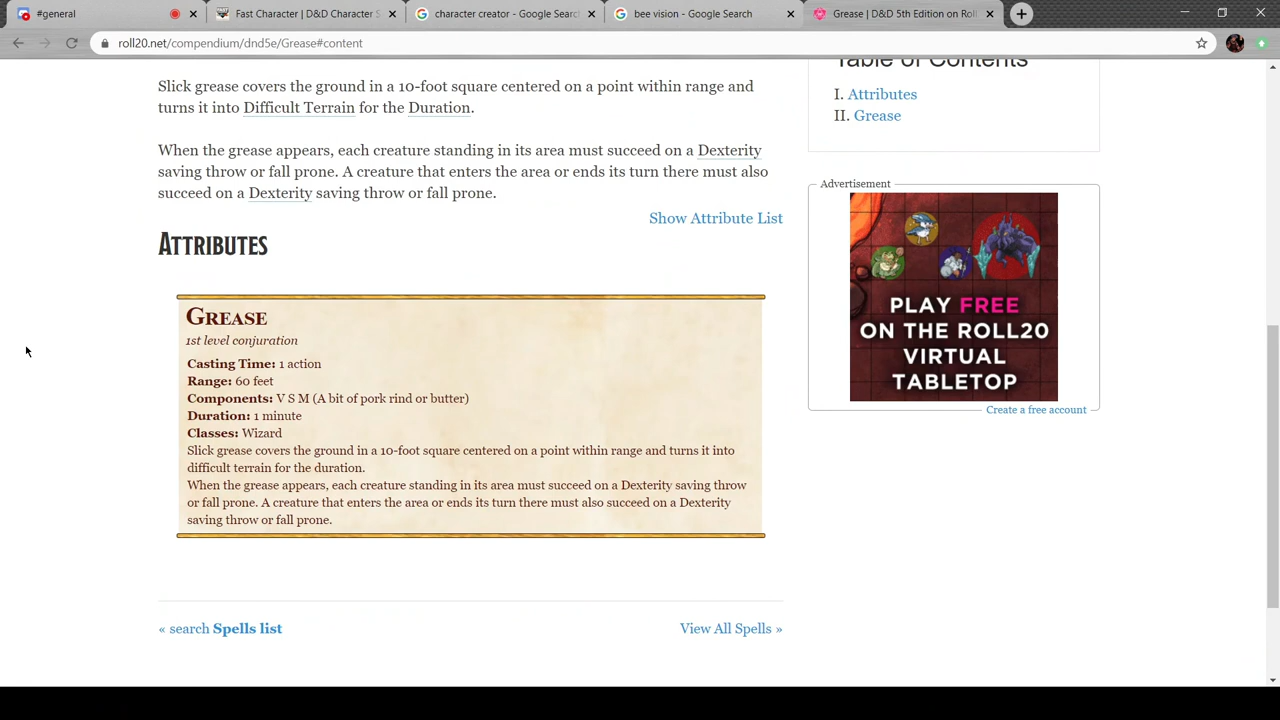 #general
Fast Character | D&D Character S
character creator - Google Search
bee vision - Google Search
Grease | D&D 5th Edition on Roll
roll20.net/compendium/dnd5e/Grease#content
Slick grease covers the ground in a 10-foot square centered on a point within range and
turns it into Difficult Terrain for the Duration.
When the grease appears, each creature standing in its area must succeed on a Dexterity
saving throw or fall prone. A creature that enters the area or ends its turn there must also
succeed on a Dexterity saving throw or fall prone.
Show Attribute List
ATTRIBUTES
GREASE
1st level conjuration
Casting Time: 1 action
Range: 60 feet
Components: V S M (A bit of pork rind or butter)
Duration: 1 minute
Classes: Wizard
Slick grease covers the ground in a 10-foot square centered on a point within range and turns it into
difficult terrain for the duration.
When the grease appears, each creature standing in its area must succeed on a Dexterity saving throw
or fall prone. A creature that enters the area or ends its turn there must also succeed on a Dexterity
saving throw or fall prone.
« search Spells list
View All Spells »
Table of Contents
I. Attributes
II. Grease
Advertisement
PLAY FREE
ON THE ROLL20
VIRTUAL
TABLETOP
Create a free account